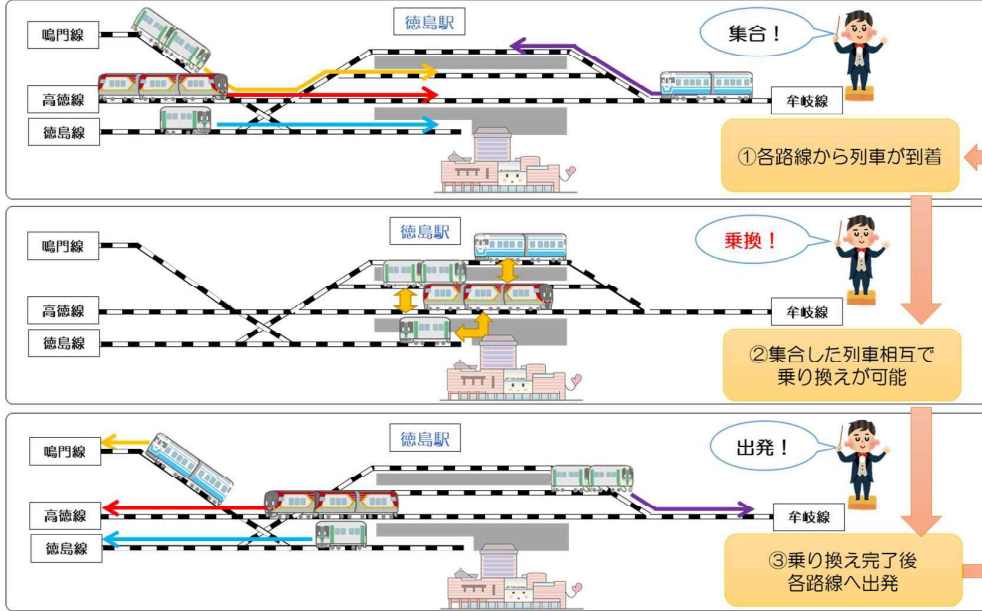 徳島駅
鳴門線
集合！
高徳線
牟岐線
徳島線
①各路線から列車が到着
徳島駅
鳴門線
乗換！
高徳線
牟岐線
徳島線
②集合した列車相互で
乗り換えが可能
徳島駅
鳴門線
出発！
高徳線
牟岐線
徳島線
③乗り換え完了後
各路線へ出発